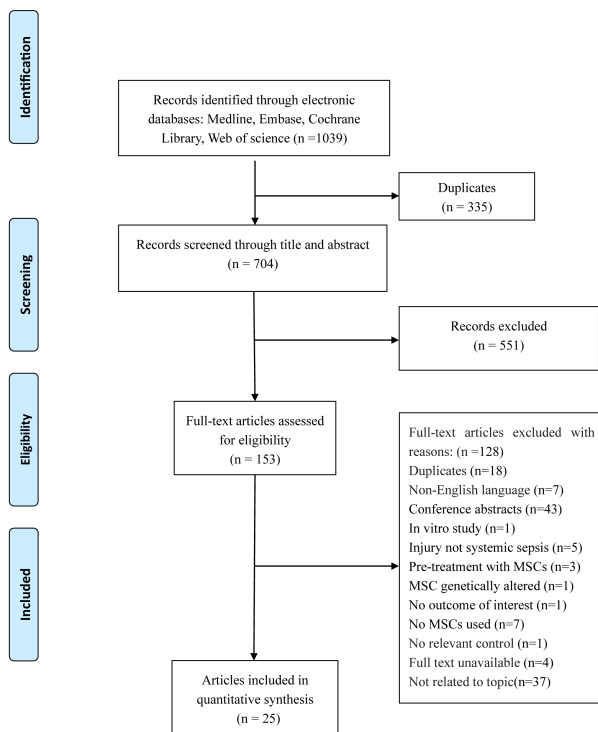 Identification
Records identified through electronic
databases: Medline, Embase, Cochrane
Library, Web of science (n =1039)
Duplicates
(n = 335)
Screening
Records screened through title and abstract
(n = 704)
Records excluded
(n = 551)
Eligibility
Full-text articles assessed
for eligibility
(n = 153)
Full-text articles excluded with
reasons: (n =128)
Duplicates (n=18)
Non-English language (n=7)
Conference abstracts (n=43)
In vitro study (n=1)
Injury not systemic sepsis (n=5)
Pre-treatment with MSCs (n=3)
MSC genetically altered (n=1)
No outcome of interest (n=1)
No MSCs used (n=7)
No relevant control (n=1)
Full text unavailable (n=4)
Not related to topic(n=37)
Included
Articles included in
quantitative synthesis
(n = 25)